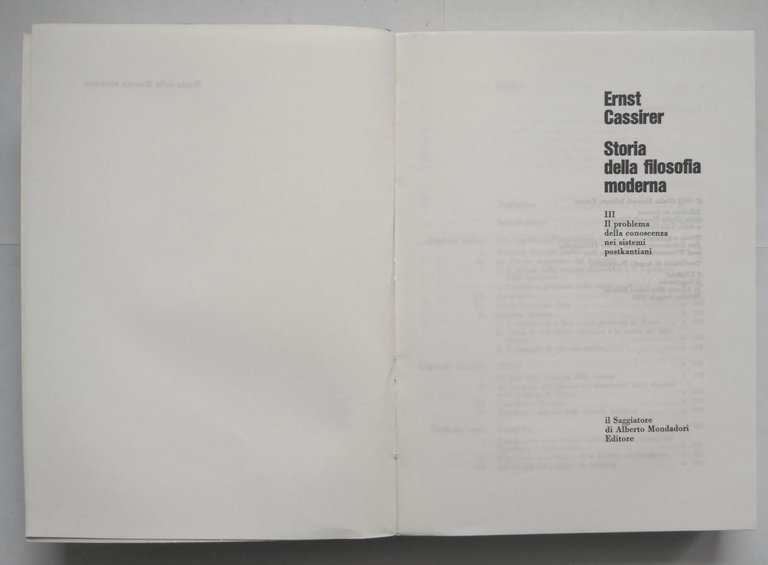 Ernst
Cassirer
Storia
della filosofia
moderna
III
Il problema
della conoscenza
nei sistemi
postkantiani
il Saggiatore
di Alberto Mondadori
Editore